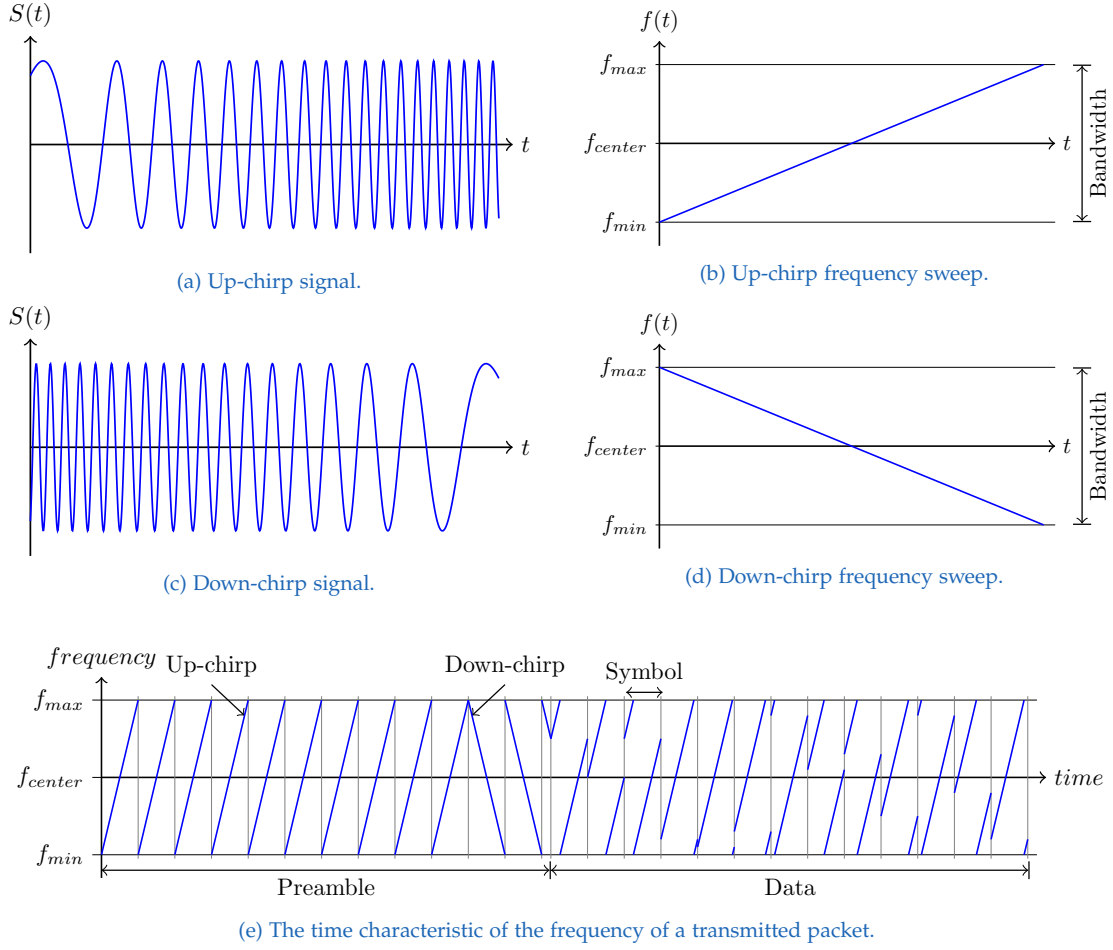 S(t)
t
(a) Up-chirp signal.
f(t)
f_max
f_center
f_min
t
Bandwidth
(b) Up-chirp frequency sweep.
S(t)
t
(c) Down-chirp signal.
f(t)
f_max
f_center
f_min
t
Bandwidth
(d) Down-chirp frequency sweep.
frequency
Up-chirp
Down-chirp
Symbol
f_max
f_center
f_min
time
Preamble
Data
(e) The time characteristic of the frequency of a transmitted packet.